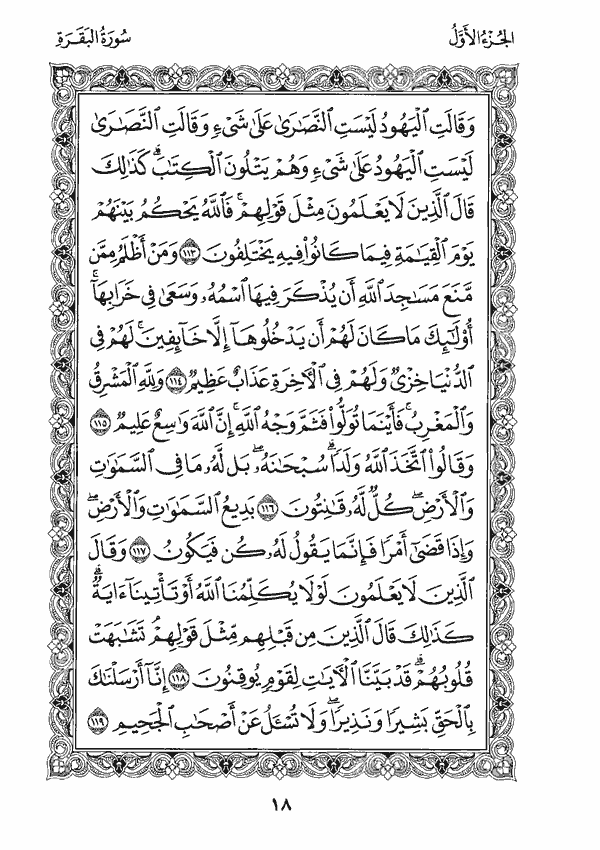 الجُزْءُ الأَوَّلُ
سُورَةُ البَقَرَةِ
وَقَالَتِ ٱلْيَهُودُ لَيْسَتِ ٱلنَّصَٰرَىٰ عَلَىٰ شَىْءٍ وَقَالَتِ ٱلنَّصَٰرَىٰ
لَيْسَتِ ٱلْيَهُودُ عَلَىٰ شَىْءٍ وَهُمْ يَتْلُونَ ٱلْكِتَٰبَۗ كَذَٰلِكَ
قَالَ ٱلَّذِينَ لَا يَعْلَمُونَ مِثْلَ قَوْلِهِمْۚ فَٱللَّهُ يَحْكُمُ بَيْنَهُمْ
يَوْمَ ٱلْقِيَٰمَةِ فِيمَا كَانُوا۟ فِيهِ يَخْتَلِفُونَ ١١٣ وَمَنْ أَظْلَمُ مِمَّن
مَّنَعَ مَسَٰجِدَ ٱللَّهِ أَن يُذْكَرَ فِيهَا ٱسْمُهُۥ وَسَعَىٰ فِى خَرَابِهَآۚ
أُو۟لَٰٓئِكَ مَا كَانَ لَهُمْ أَن يَدْخُلُوهَآ إِلَّا خَآئِفِينَۚ لَهُمْ فِى
ٱلدُّنْيَا خِزْىٌ وَلَهُمْ فِى ٱلْءَاخِرَةِ عَذَابٌ عَظِيمٌ ١١٤ وَلِلَّهِ ٱلْمَشْرِقُ
وَٱلْمَغْرِبُۚ فَأَيْنَمَا تُوَلُّوا۟ فَثَمَّ وَجْهُ ٱللَّهِۚ إِنَّ ٱللَّهَ وَٰسِعٌ عَلِيمٌ ١١٥
وَقَالُوا۟ ٱتَّخَذَ ٱللَّهُ وَلَدًاۗ سُبْحَٰنَهُۥۖ بَل لَّهُۥ مَا فِى ٱلسَّمَٰوَٰتِ
وَٱلْأَرْضِۖ كُلٌّ لَّهُۥ قَٰنِتُونَ ١١٦ بَدِيعُ ٱلسَّمَٰوَٰتِ وَٱلْأَرْضِۖ
وَإِذَا قَضَىٰٓ أَمْرًا فَإِنَّمَا يَقُولُ لَهُۥ كُن فَيَكُونُ ١١٧ وَقَالَ
ٱلَّذِينَ لَا يَعْلَمُونَ لَوْلَا يُكَلِّمُنَا ٱللَّهُ أَوْ تَأْتِينَآ ءَايَةٌۗ
كَذَٰلِكَ قَالَ ٱلَّذِينَ مِن قَبْلِهِم مِّثْلَ قَوْلِهِمْۘ تَشَٰبَهَتْ
قُلُوبُهُمْۗ قَدْ بَيَّنَّا ٱلْءَايَٰتِ لِقَوْمٍ يُوقِنُونَ ١١٨ إِنَّآ أَرْسَلْنَٰكَ
بِٱلْحَقِّ بَشِيرًا وَنَذِيرًاۖ وَلَا تُسْـَٔلُ عَنْ أَصْحَٰبِ ٱلْجَحِيمِ ١١٩
١٨